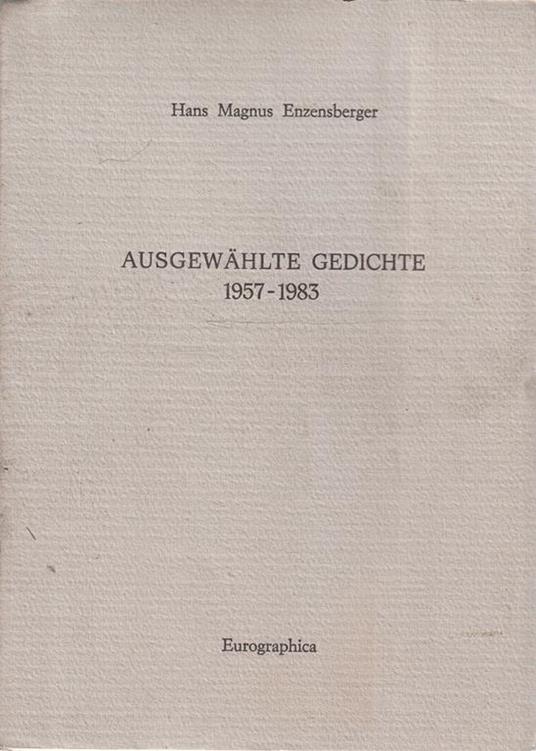 Hans Magnus Enzensberger
AUSGEWÄHLTE GEDICHTE
1957-1983
Eurographica